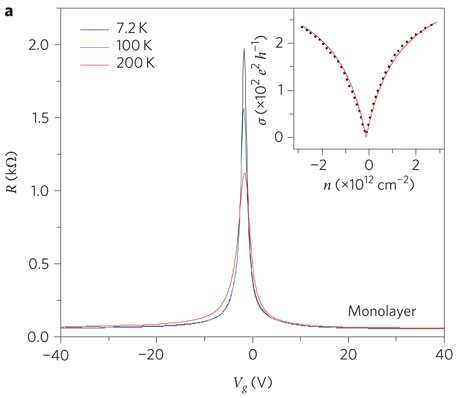 a
7.2 K
100 K
200 K
2.0
1.5
1.0
0.5
0.0
R (kΩ)
−40
−20
0
20
40
Vg (V)
Monolayer
2
1
0
σ (×10² e² h⁻¹)
−2
0
2
n (×10¹² cm⁻²)